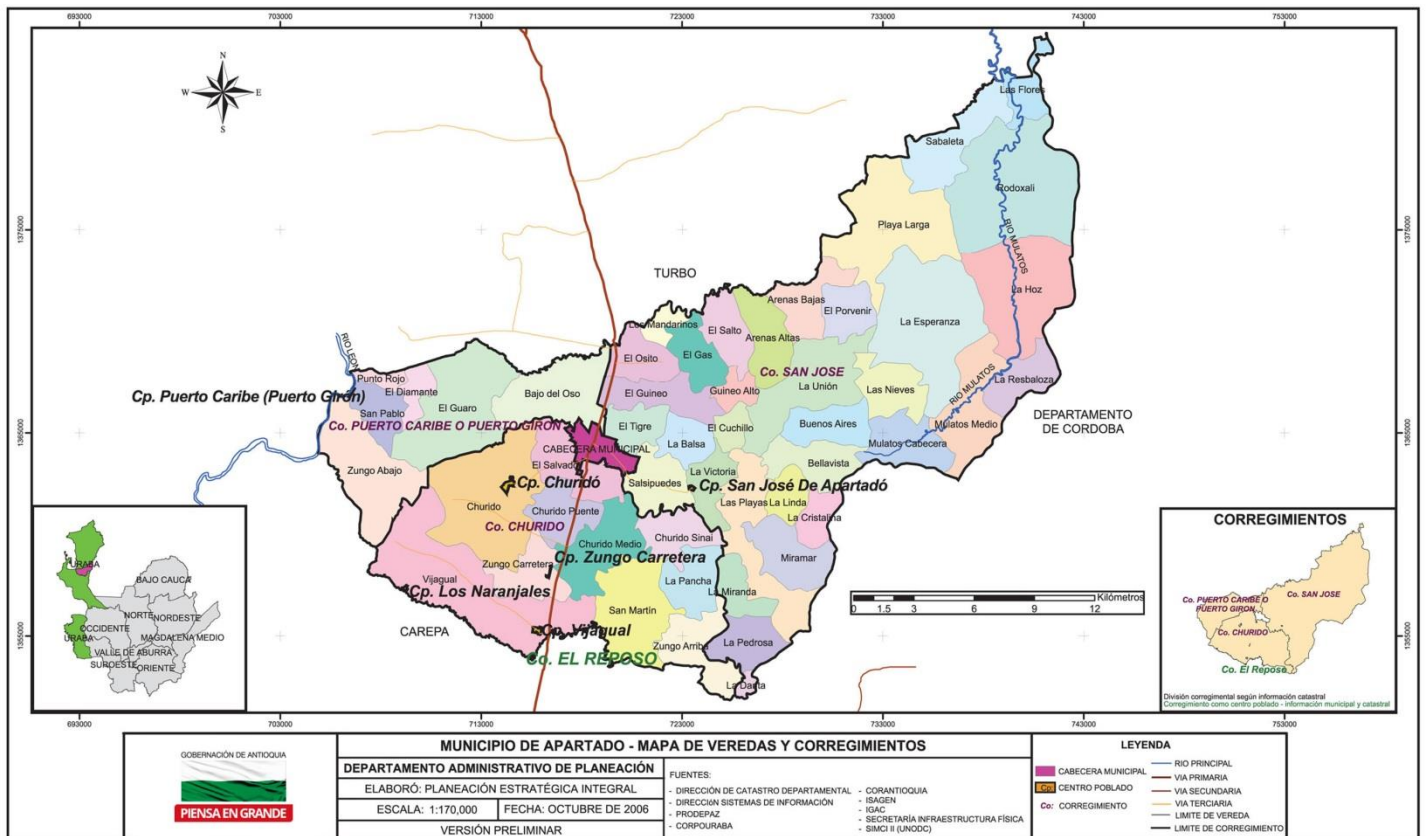 693000
703000
713000
723000
733000
743000
753000
N
W
E
S
1375000
1375000
Las Flores
Sabaleta
Rodoxali
Playa Larga
RIO MULATOS
TURBO
La Hoz
Arenas Bajas
El Porvenir
Los Mandarinos
El Salto
La Esperanza
Arenas Altas
El Osito
El Gas
RIO LEON
Co. SAN JOSE
RIO MULATOS
La Resbaloza
Punto Rojo
El Diamante
Bajo del Oso
El Guineo
Guineo Alto
La Unión
Las Nieves
Cp. Puerto Caribe (Puerto Girón)
San Pablo
El Guaro
DEPARTAMENTO
DE CORDOBA
Co. PUERTO CARIBE O PUERTO GIRON
El Tigre
El Cuchillo
Buenos Aires
Mulatos Medio
1365000
1365000
La Balsa
Mulatos Cabecera
CABECERA MUNICIPAL
Zungo Abajo
El Salvador
La Victoria
Bellavista
Cp. Churidó
Salsipuedes
Cp. San José De Apartadó
Churido
Churido Puente
Las Playas
La Linda
La Cristalina
Co. CHURIDO
Churido Medio
Churido Sinai
Miramar
Zungo Carretera
Cp. Zungo Carretera
Vijagual
La Pancha
Cp. Los Naranjales
La Miranda
San Martin
CAREPA
Cp. Vijagual
1355000
1355000
Zungo Arriba
La Pedrosa
Co. EL REPOSO
La Danta
Kilómetros
0
1.5
3
6
9
12
URABA
BAJO CAUCA
NORTE
NORDESTE
OCCIDENTE
URABA
MAGDALENA MEDIO
VALLE DE ABURRA
SUROESTE
ORIENTE
CORREGIMIENTOS
Co. SAN JOSE
Co. PUERTO CARIBE O
PUERTO GIRON
Co. CHURIDO
Co. El Reposo
División corregimental según información catastral
Corregimiento como centro poblado - información municipal y catastral
693000
703000
713000
723000
733000
743000
753000
GOBERNACIÓN DE ANTIOQUIA
PIENSA EN GRANDE
MUNICIPIO DE APARTADO - MAPA DE VEREDAS Y CORREGIMIENTOS
DEPARTAMENTO ADMINISTRATIVO DE PLANEACIÓN
ELABORÓ: PLANEACIÓN ESTRATÉGICA INTEGRAL
ESCALA: 1:170,000
FECHA: OCTUBRE DE 2006
VERSIÓN PRELIMINAR
FUENTES:
- DIRECCIÓN DE CATASTRO DEPARTAMENTAL
- DIRECCIÓN SISTEMAS DE INFORMACIÓN
- PRODEPAZ
- CORPOURABA
- CORANTIOQUIA
- ISAGEN
- IGAC
- SECRETARÍA INFRAESTRUCTURA FÍSICA
- SIMCI II (UNODC)
LEYENDA
CABECERA MUNICIPAL
Cp. CENTRO POBLADO
Co: CORREGIMIENTO
RIO PRINCIPAL
VIA PRIMARIA
VIA SECUNDARIA
VIA TERCIARIA
LIMITE DE VEREDA
LIMITE DE CORREGIMIENTO